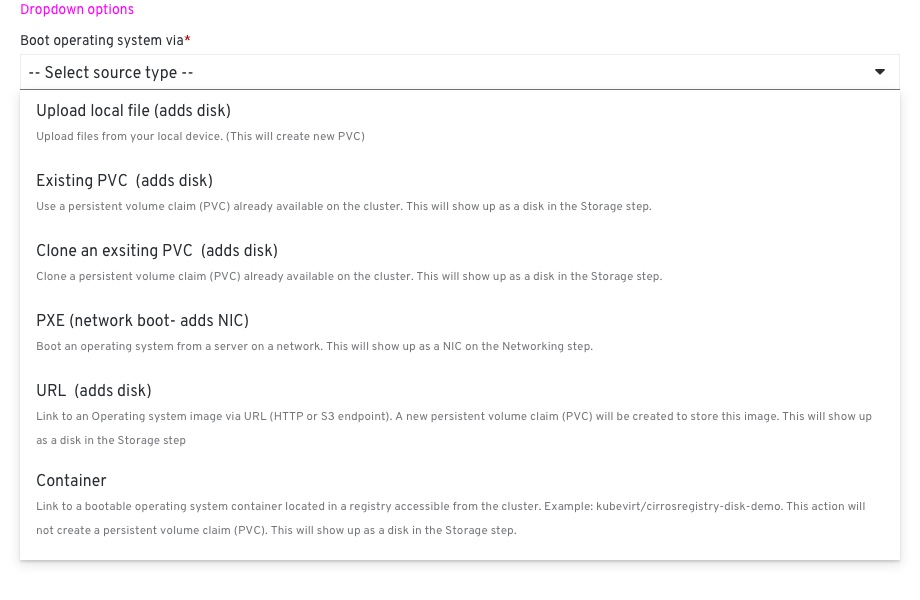 Dropdown options
Boot operating system via*
-- Select source type --
Upload local file (adds disk)
Upload files from your local device. (This will create new PVC)
Existing PVC  (adds disk)
Use a persistent volume claim (PVC) already available on the cluster. This will show up as a disk in the Storage step.
Clone an exsiting PVC  (adds disk)
Clone a persistent volume claim (PVC) already available on the cluster. This will show up as a disk in the Storage step.
PXE (network boot- adds NIC)
Boot an operating system from a server on a network. This will show up as a NIC on the Networking step.
URL  (adds disk)
Link to an Operating system image via URL (HTTP or S3 endpoint). A new persistent volume claim (PVC) will be created to store this image. This will show up
as a disk in the Storage step
Container
Link to a bootable operating system container located in a registry accessible from the cluster. Example: kubevirt/cirrosregistry-disk-demo. This action will
not create a persistent volume claim (PVC). This will show up as a disk in the Storage step.